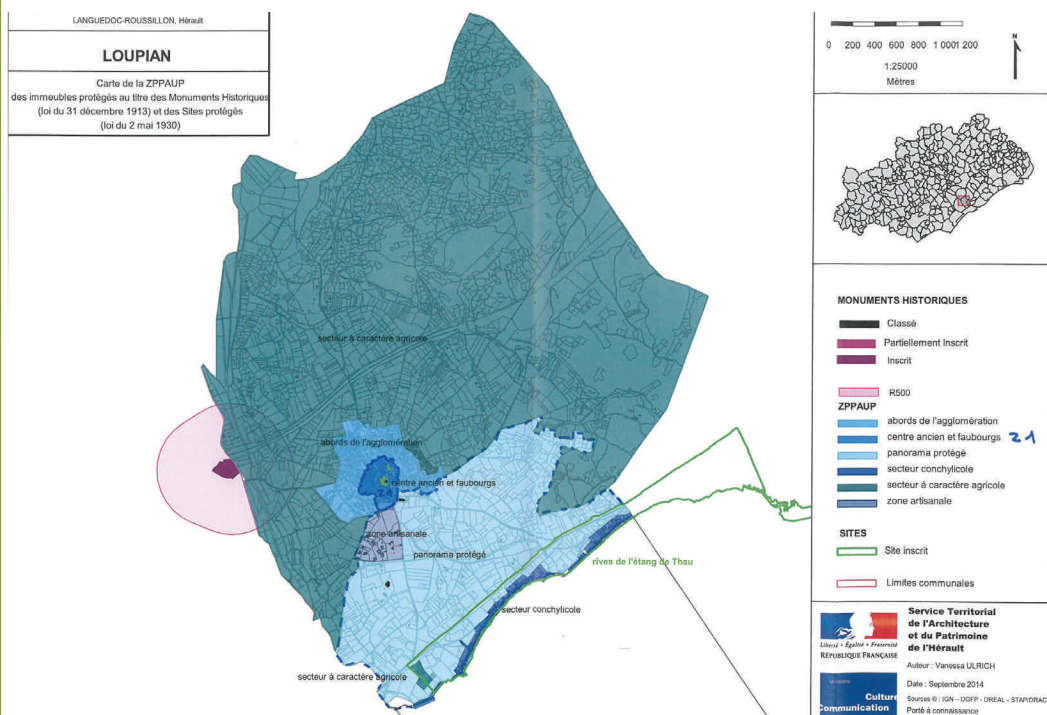 LANGUEDOC-ROUSSILLON, Hérault
LOUPIAN
Carte de la ZPPAUP
des immeubles protégés au titre des Monuments Historiques
(loi du 31 décembre 1913) et des Sites protégés
(loi du 2 mai 1930)
secteur à caractère agricole
abords de l'agglomération
centre ancien et faubourgs
21
zone artisanale
panorama protégé
rives de l'étang de Thau
secteur conchylicole
secteur à caractère agricole
0 200 400 600 800 1 0001 200
1:25000
Mètres
N
MONUMENTS HISTORIQUES
Classé
Partiellement Inscrit
Inscrit
R500
ZPPAUP
abords de l'agglomération
centre ancien et faubourgs 21
panorama protégé
secteur conchylicole
secteur à caractère agricole
zone artisanale
SITES
Site inscrit
Limites communales
Liberté • Égalité • Fraternité
RÉPUBLIQUE FRANÇAISE
Service Territorial
de l'Architecture
et du Patrimoine
de l'Hérault
Auteur : Vanessa ULRICH
Date : Septembre 2014
Sources © : IGN - DGFP - DREAL - STAP/DRAC
Porté à connaissance
Culture
Communication